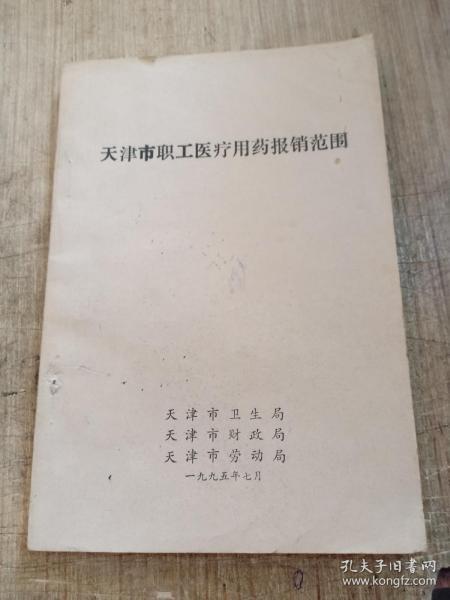 天津市职工医疗用药报销范围
天津市卫生局
天津市财政局
天津市劳动局
一九九五年七月
孔夫子旧书网
www.kongfz.com